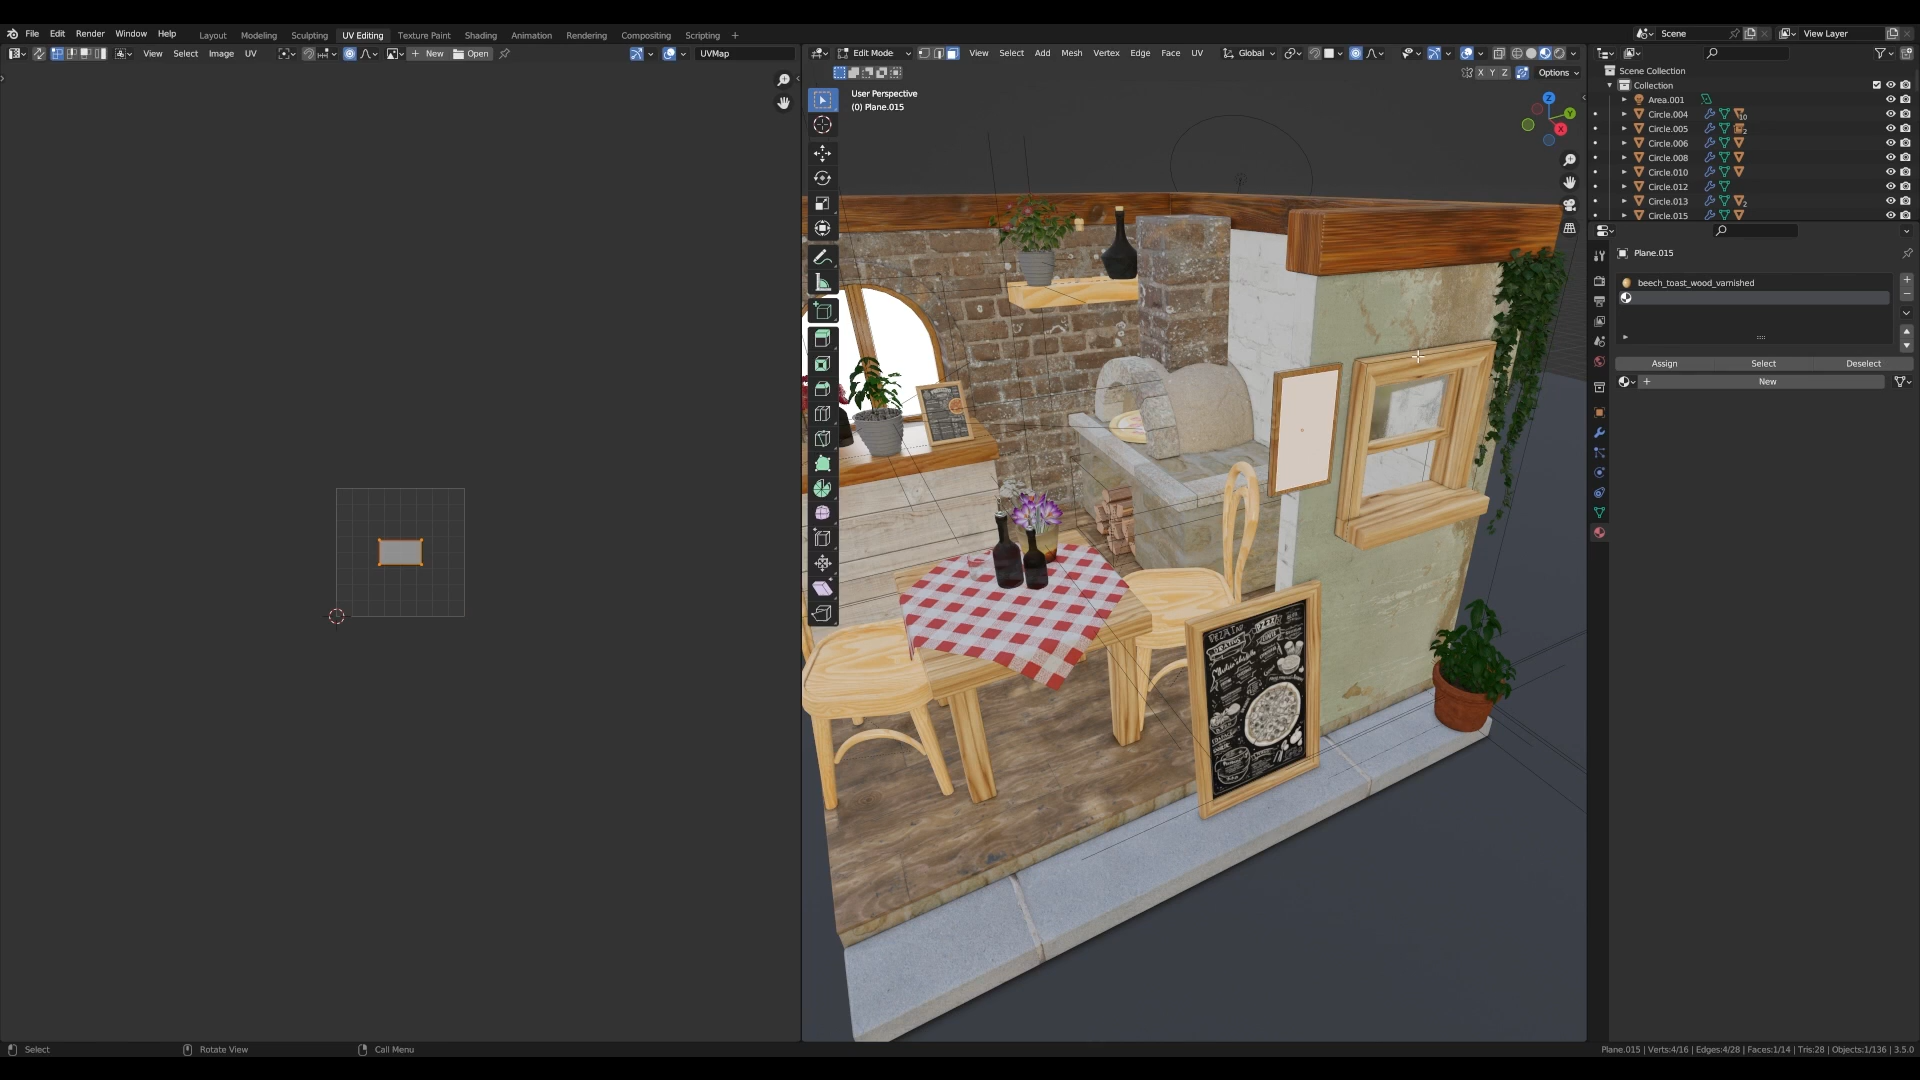 File Edit Render Window Help Layout Modeling Sculpting UV Editing Texture Paint Shading Animation Rendering Compositing Scripting + Scene View Layer
View Select Image UV New Open UVMap Edit Mode View Select Add Mesh Vertex Edge Face UV Global
X Y Z Options
Scene Collection
Collection
User Perspective
(0) Plane.015
Area.001
Circle.004 10
Circle.005 2
Circle.006
Circle.008
Circle.010
Circle.012
Circle.013 2
Circle.015
Plane.015
beech_toast_wood_varnished
Assign Select Deselect
New
Select Rotate View Call Menu Plane.015 | Verts:4/16 | Edges:4/28 | Faces:1/14 | Tris:28 | Objects:1/136 | 3.5.0